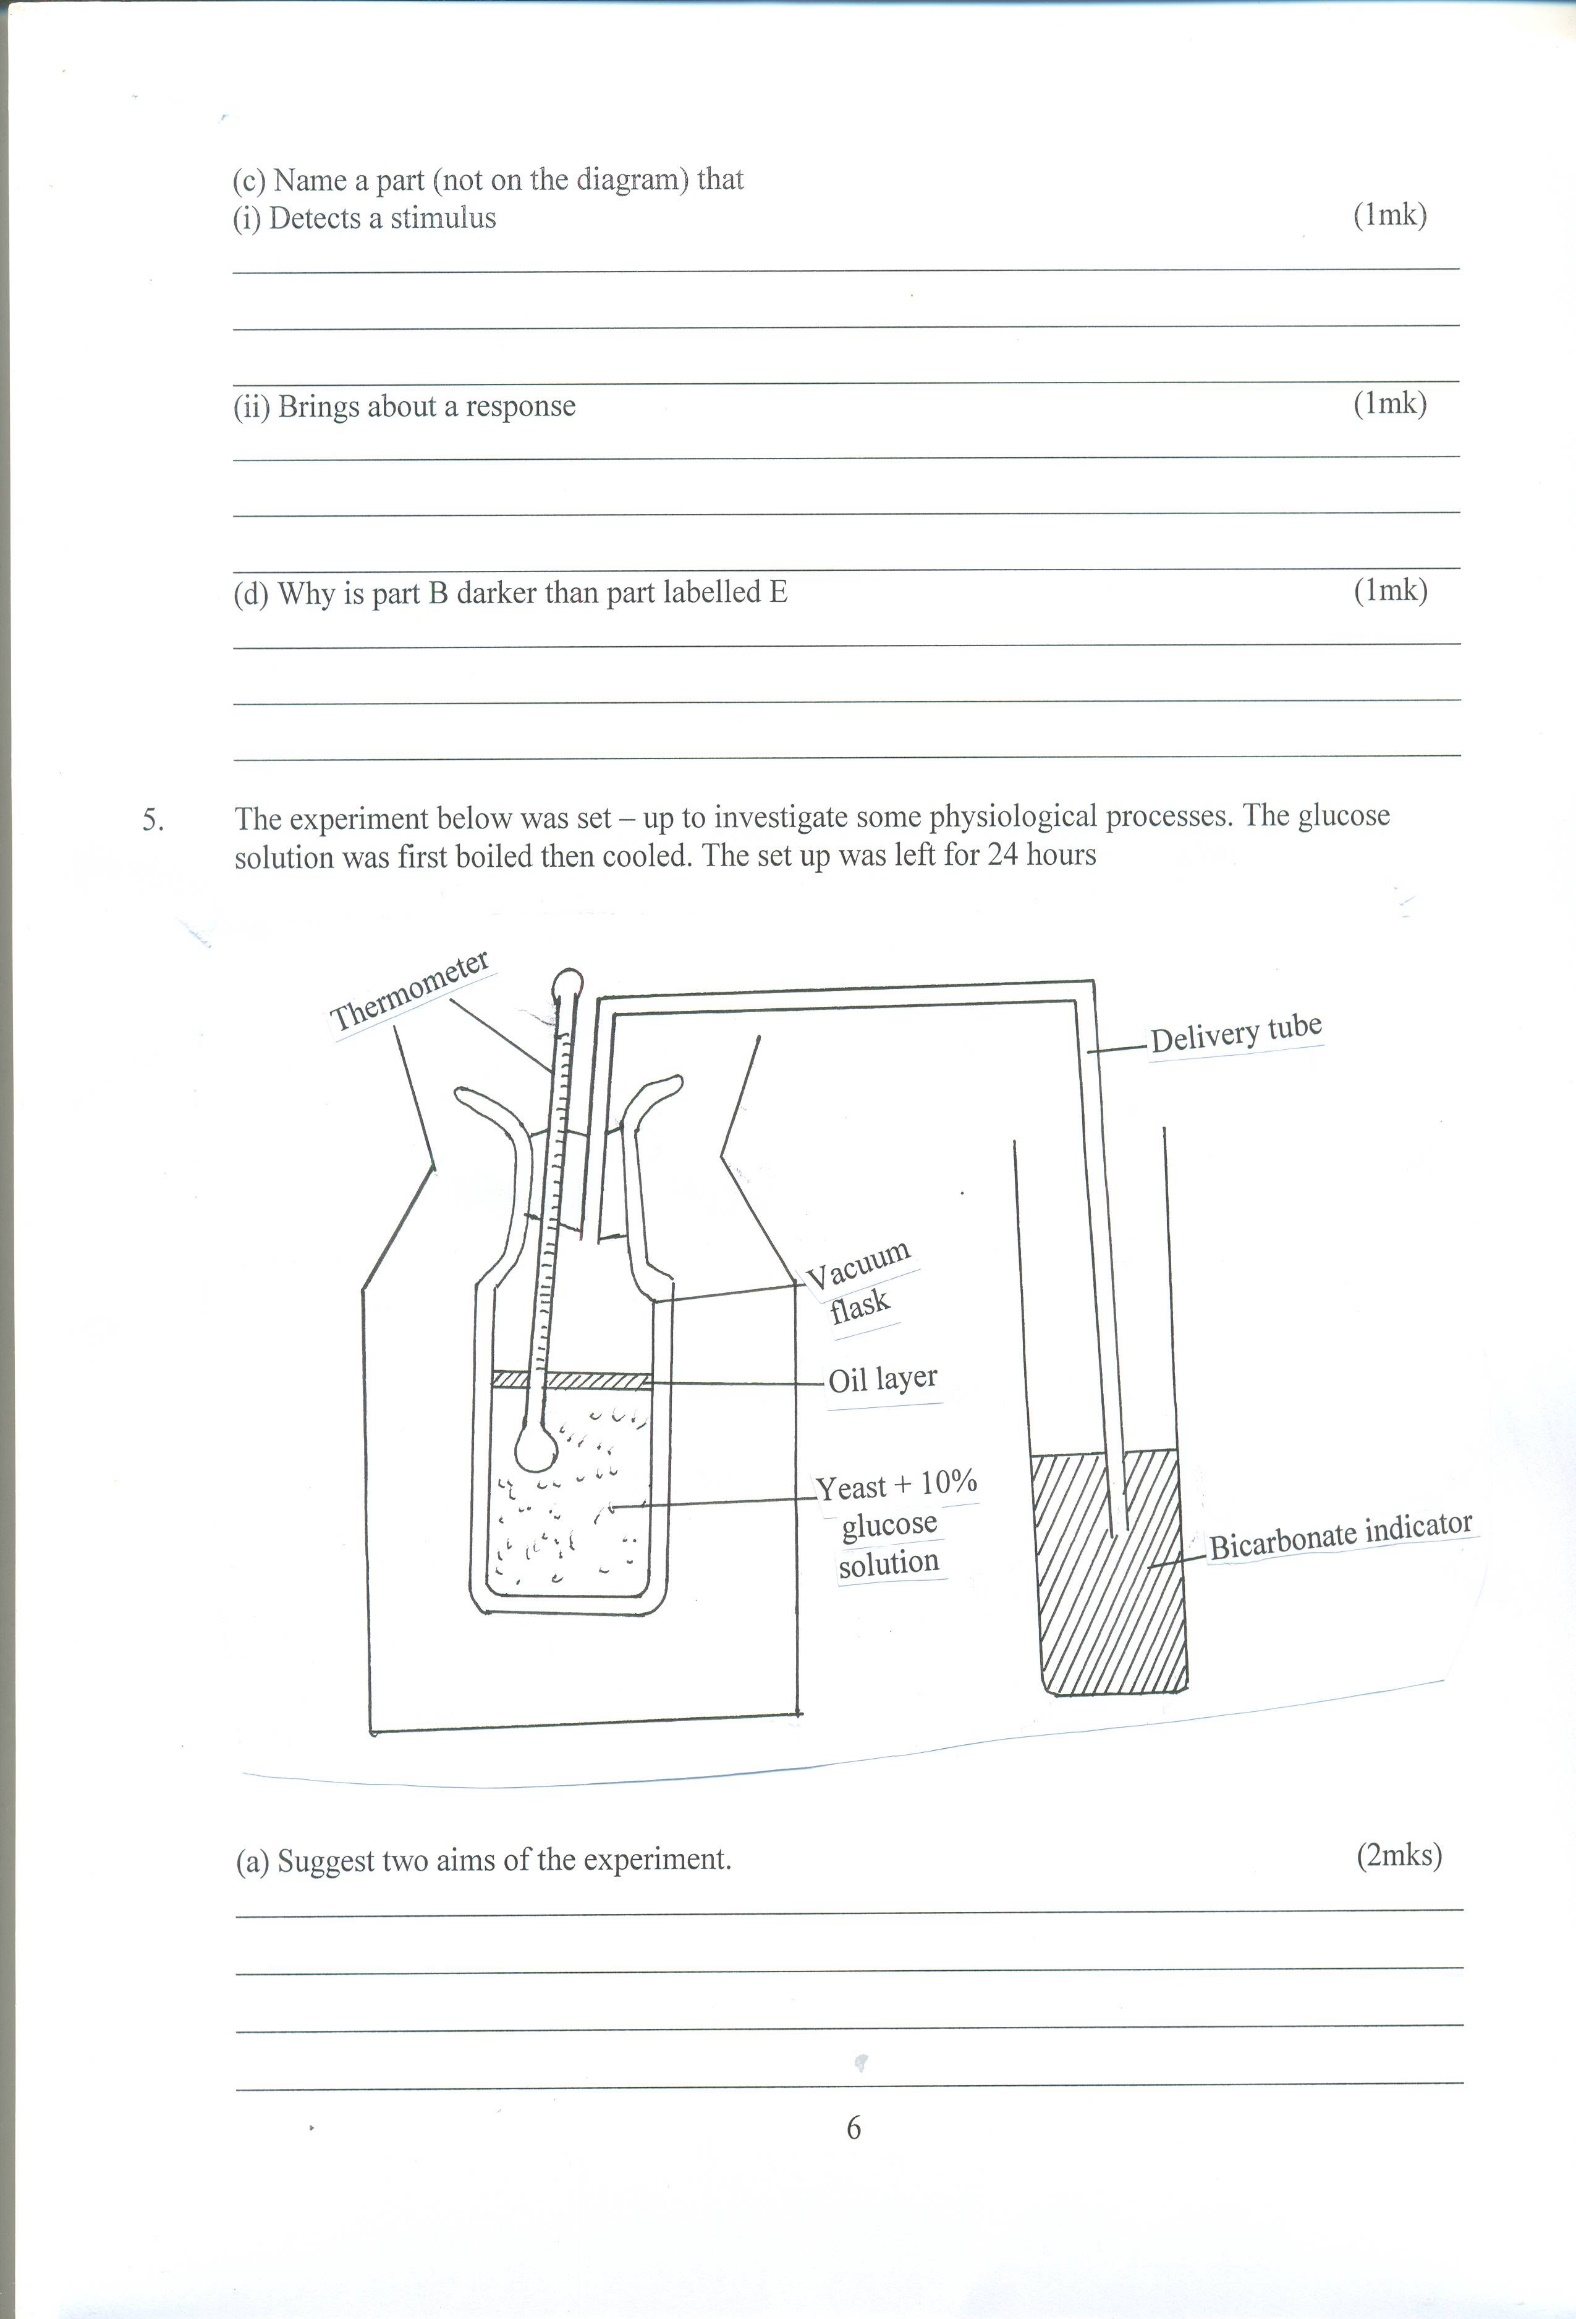 (c) Name a part (not on the diagram) that
(i) Detects a stimulus (1mk)
(ii) Brings about a response (1mk)
(d) Why is part B darker than part labelled E (1mk)
5. The experiment below was set – up to investigate some physiological processes. The glucose
solution was first boiled then cooled. The set up was left for 24 hours
Thermometer
Delivery tube
Vacuum
flask
Oil layer
Yeast + 10%
glucose
solution
Bicarbonate indicator
(a) Suggest two aims of the experiment. (2mks)
6